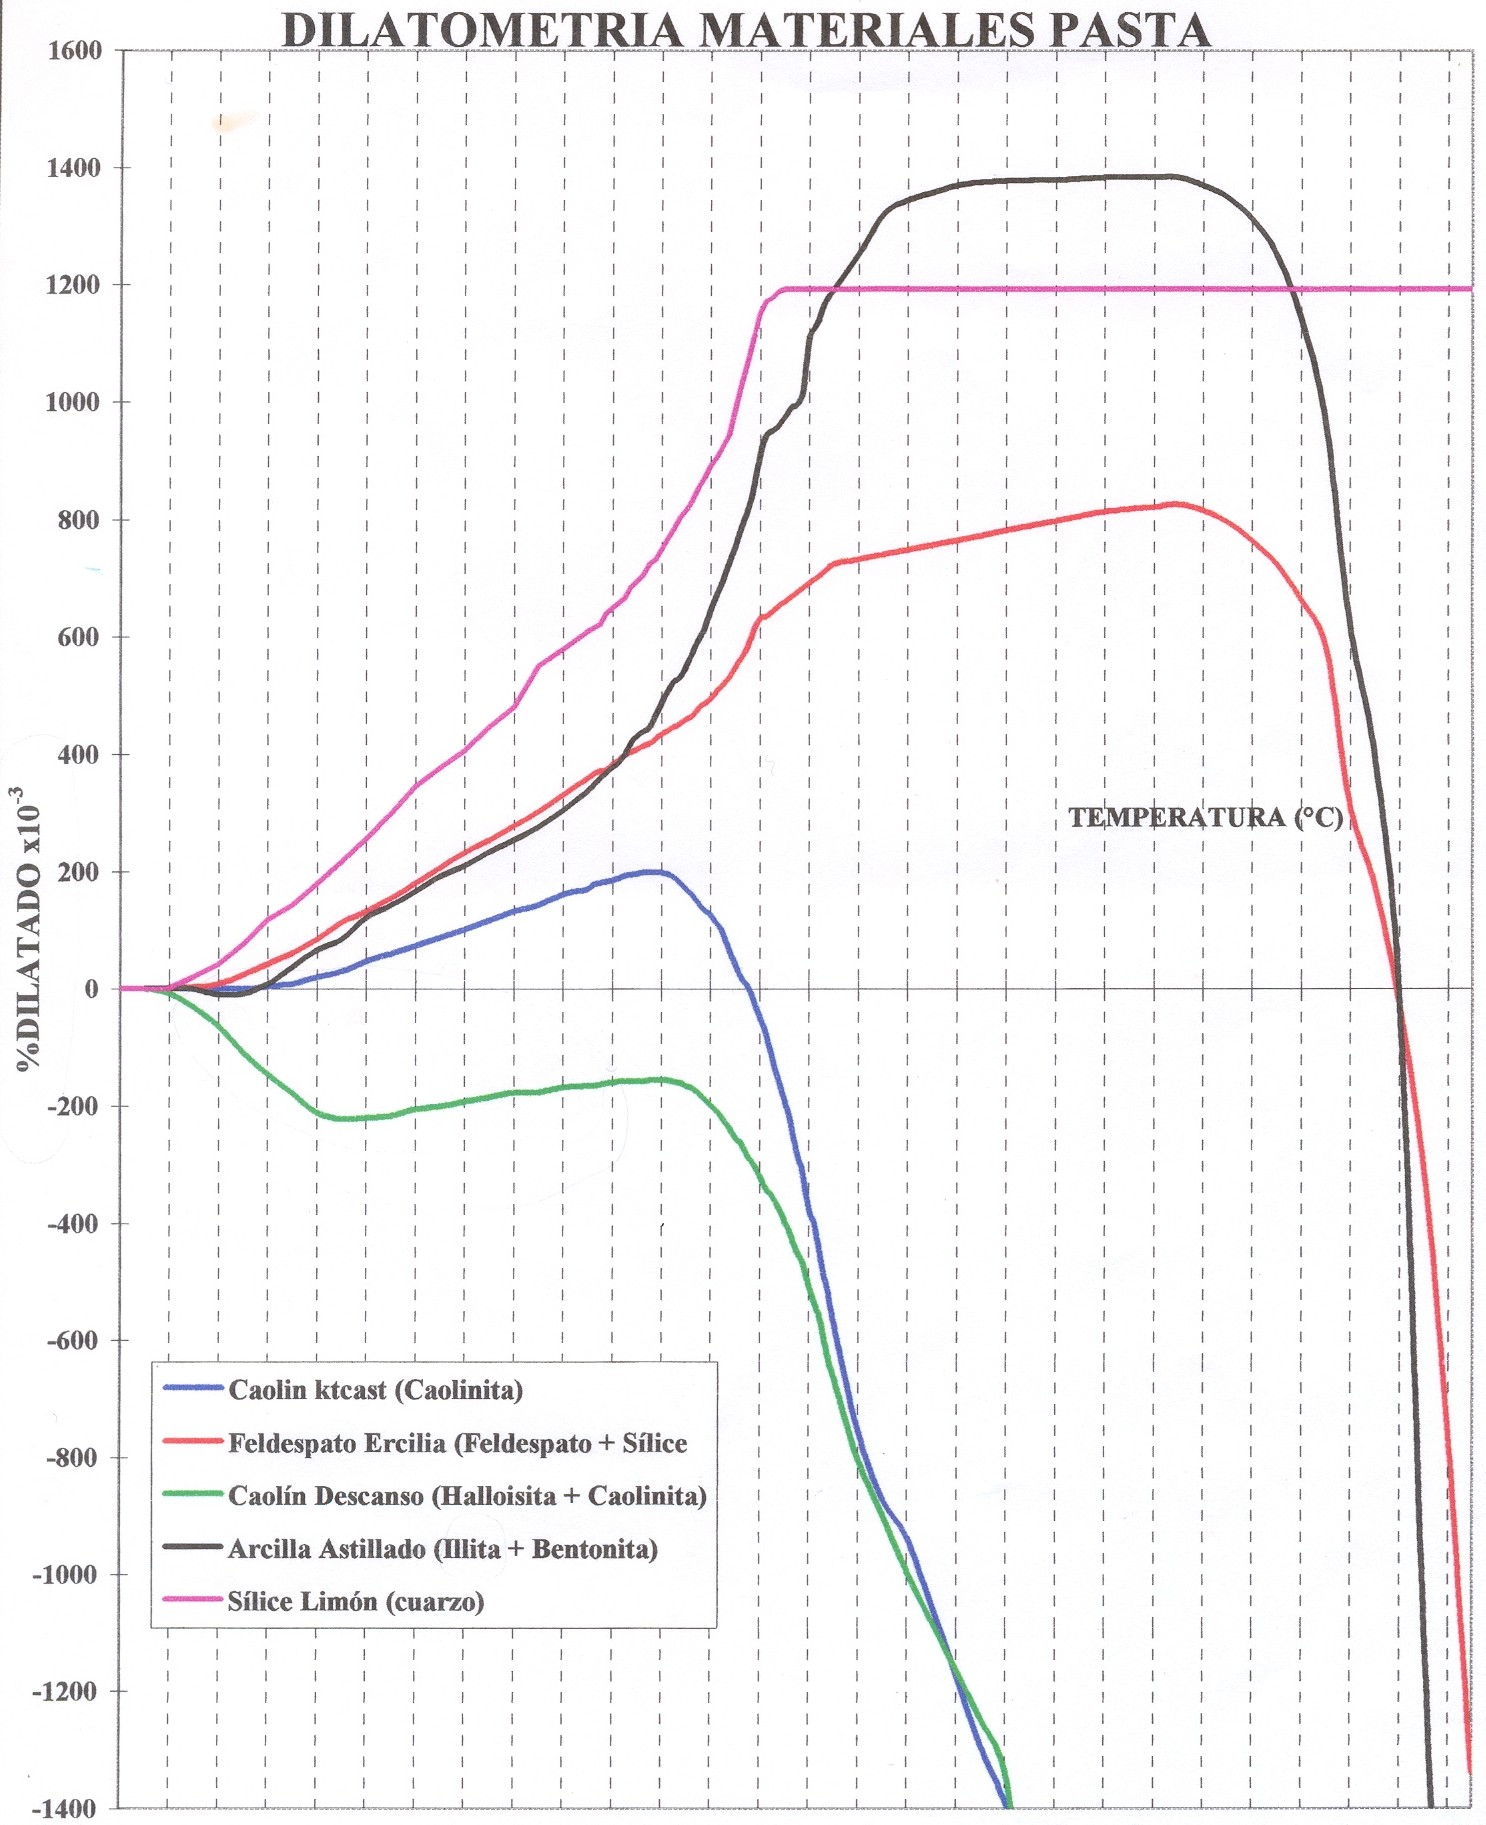 DILATOMETRIA MATERIALES PASTA
1600
1400
1200
1000
800
600
400
200
0
-200
-400
-600
-800
-1000
-1200
-1400
%DILATADO x10-3
TEMPERATURA (°C)
Caolin ktcast (Caolinita)
Feldespato Ercilia (Feldespato + Sílice
Caolín Descanso (Halloisita + Caolinita)
Arcilla Astillado (Illita + Bentonita)
Sílice Limón (cuarzo)